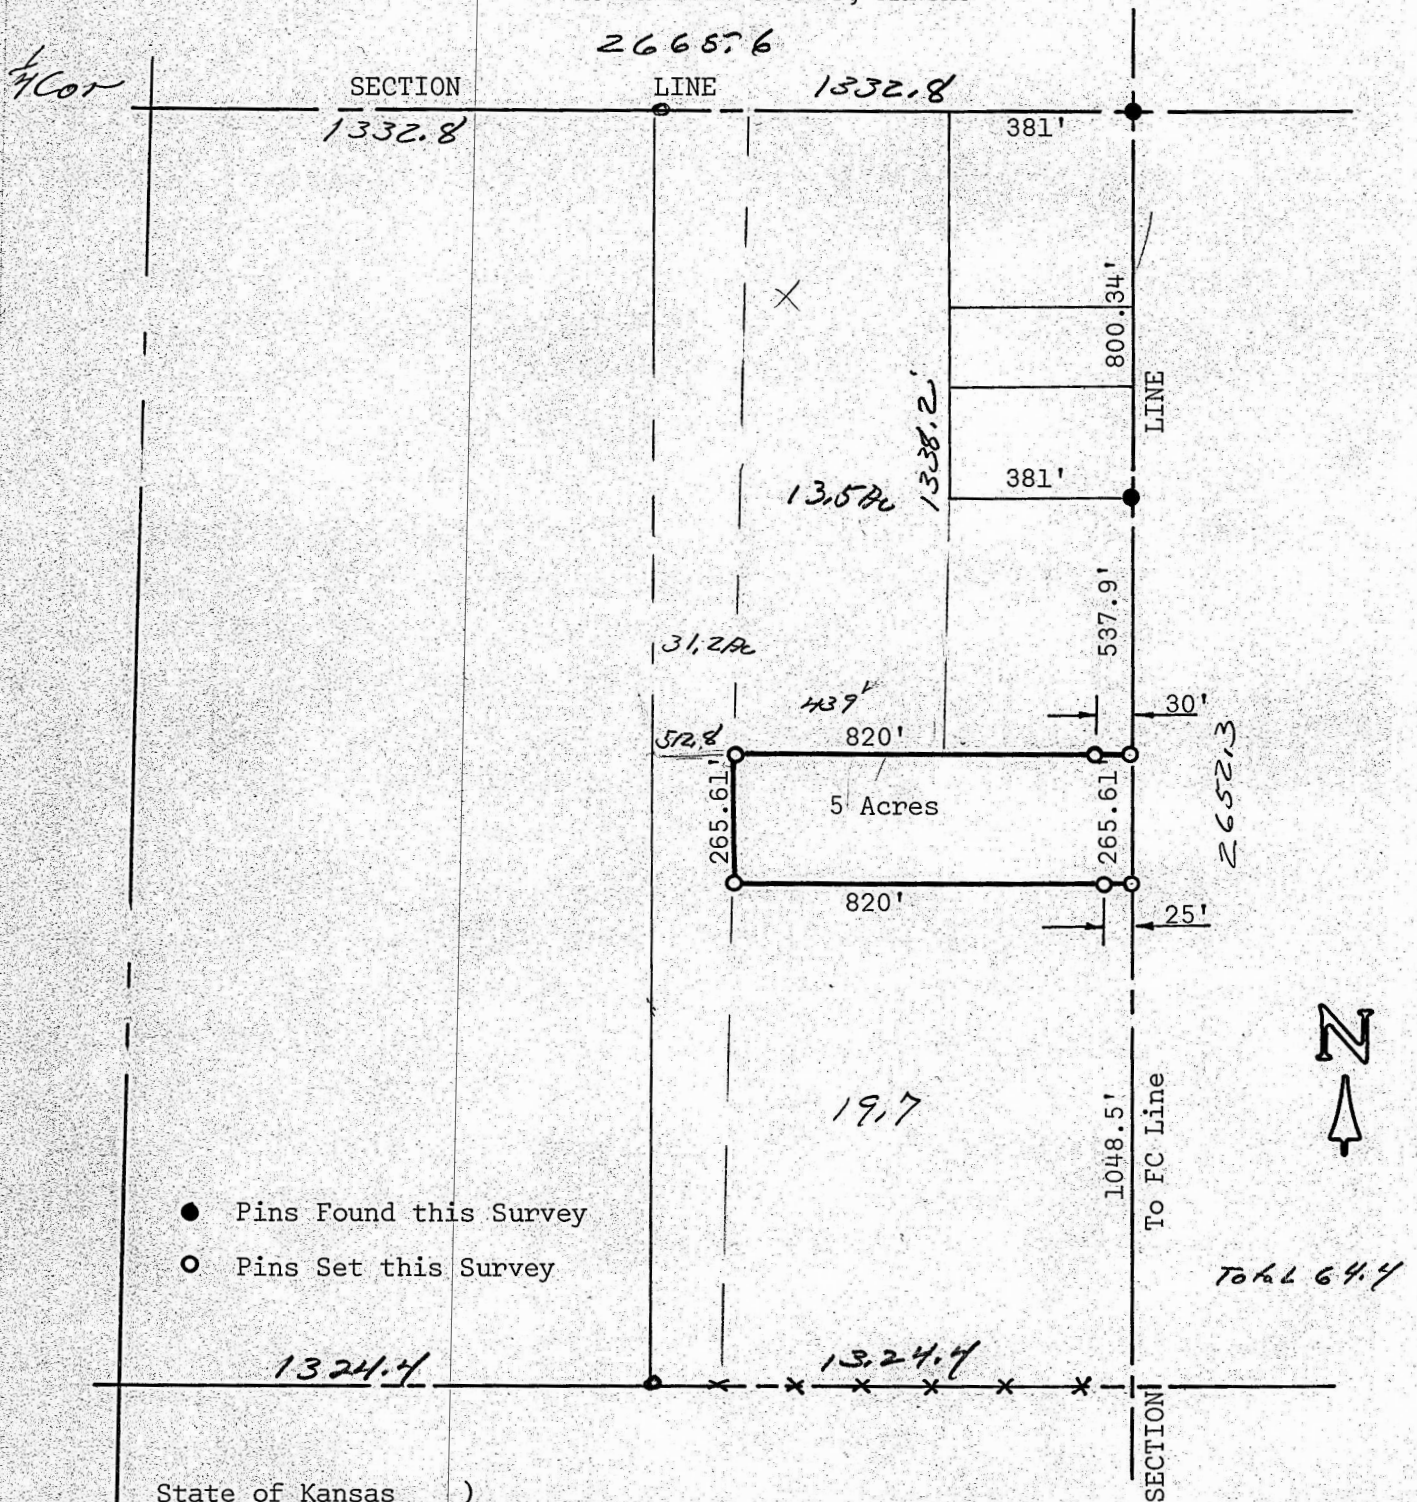 2665.6
1/4 Cor
SECTION LINE
1332.8
1332.8
381'
800.34'
LINE
1338.2'
381'
13.5 Ac
537.9'
31.2 Ac
439'
30'
512.8
820'
265.61'
5 Acres
265.61'
2652.3
820'
25'
N
19.7
1048.5'
To FC Line
● Pins Found this Survey
○ Pins Set this Survey
Total 64.4
1324.4
1324.4
SECTION
State of Kansas )